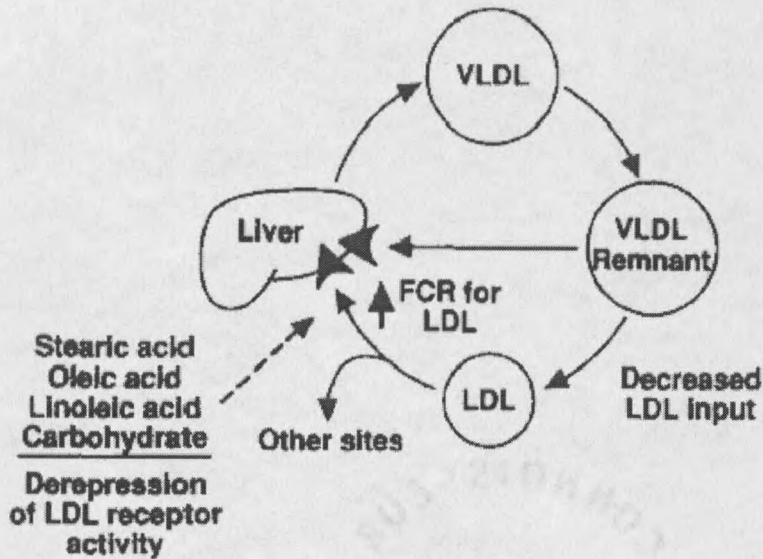 VLDL
Liver
VLDL
Remnant
FCR for
LDL
Stearic acid
Oleic acid
Linoleic acid
Carbohydrate
Derepression
of LDL receptor
activity
Other sites
LDL
Decreased
LDL input